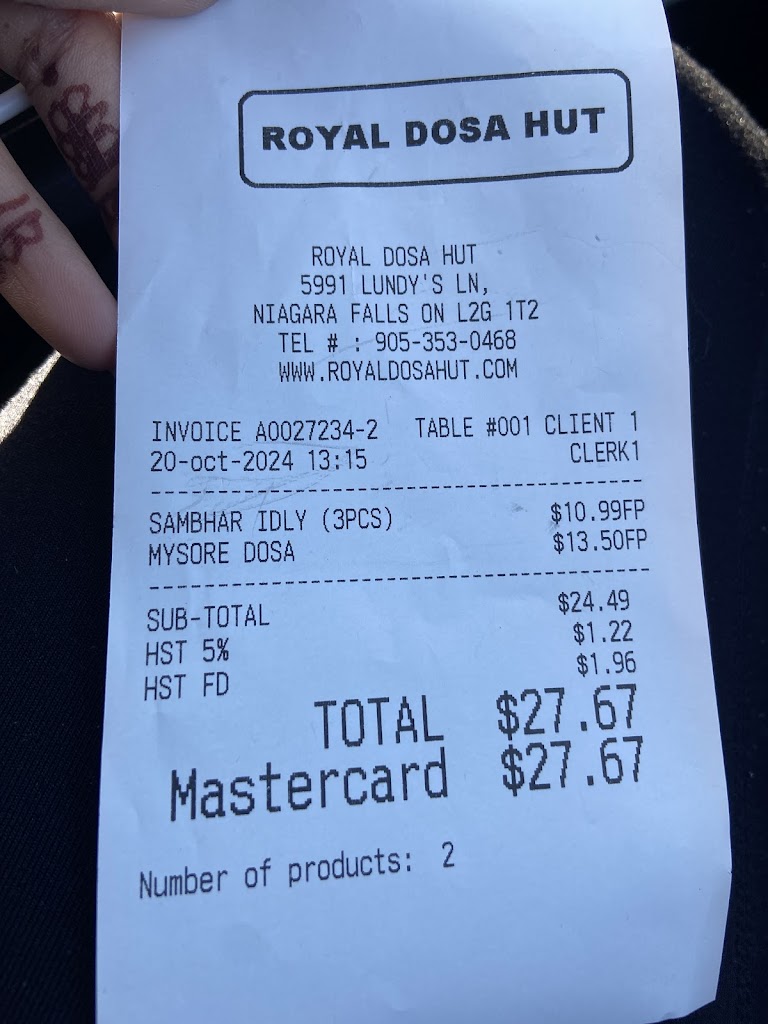 ROYAL DOSA HUT
ROYAL DOSA HUT
5991 LUNDY'S LN,
NIAGARA FALLS ON L2G 1T2
TEL # : 905-353-0468
WWW.ROYALDOSAHUT.COM
INVOICE A0027234-2 TABLE #001 CLIENT 1
20-oct-2024 13:15 CLERK1
SAMBHAR IDLY (3PCS) $10.99FP
MYSORE DOSA $13.50FP
SUB-TOTAL $24.49
HST 5% $1.22
HST FD $1.96
TOTAL $27.67
Mastercard $27.67
Number of products: 2